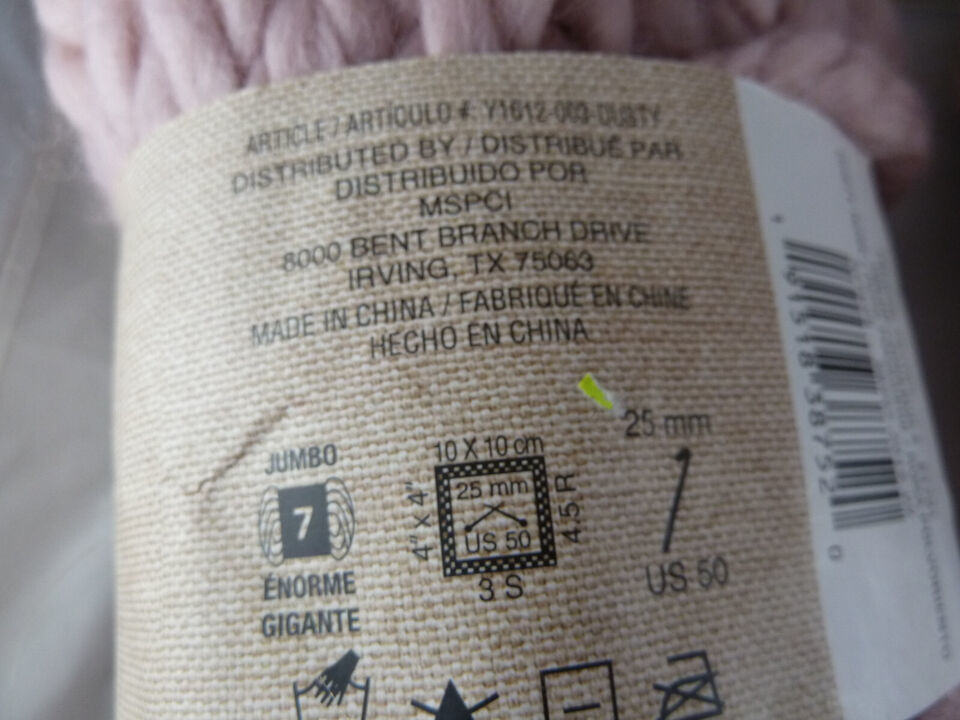 ARTICLE / ARTÍCULO #: Y1612-003-DUSTY
DISTRIBUTED BY / DISTRIBUÉ PAR
DISTRIBUIDO POR
MSPCI
8000 BENT BRANCH DRIVE
IRVING, TX 75063
MADE IN CHINA / FABRIQUÉ EN CHINE
HECHO EN CHINA
JUMBO
7
ÉNORME
GIGANTE
10 X 10 cm
4" X 4"
25 mm
US 50
4.5 R
3 S
25 mm
US 50